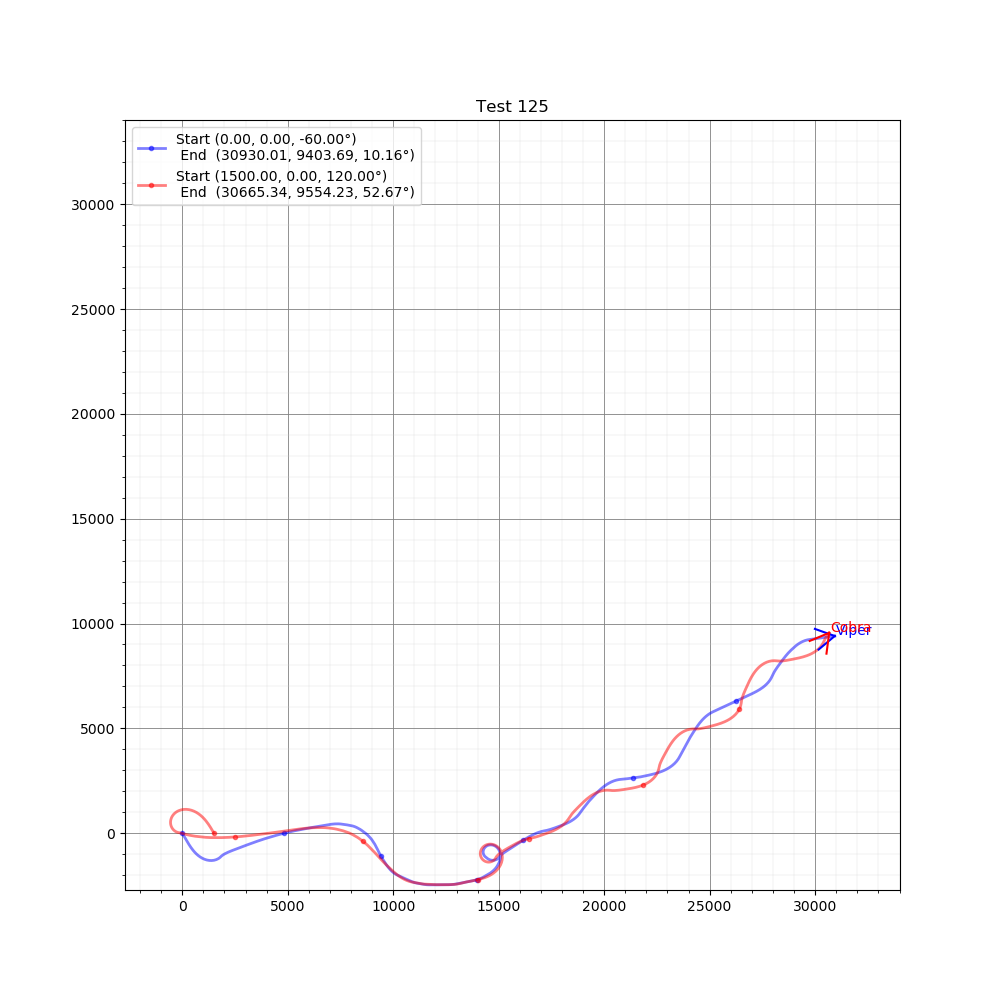 Test 125
Start (0.00, 0.00, -60.00°)
End  (30930.01, 9403.69, 10.16°)
Start (1500.00, 0.00, 120.00°)
End  (30665.34, 9554.23, 52.67°)
30000
25000
20000
15000
10000
5000
0
Cobra
Viper
0 5000 10000 15000 20000 25000 30000